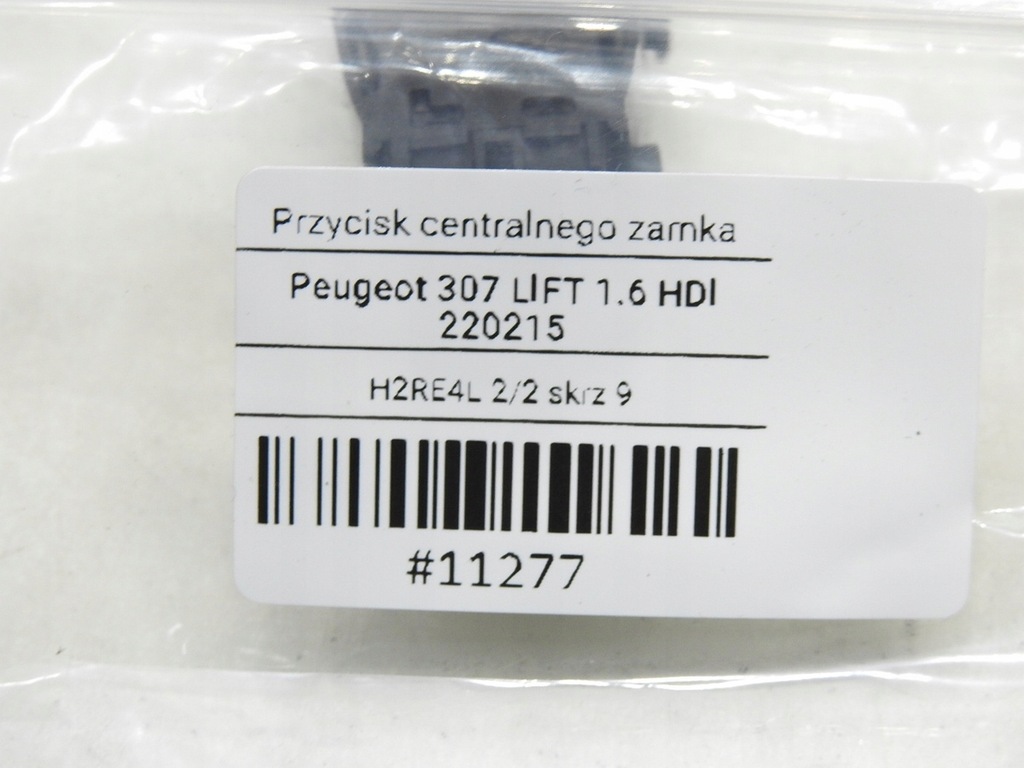 Przycisk centralnego zamka
Peugeot 307 LIFT 1.6 HDI
220215
H2RE4L 2/2 skrz 9
#11277